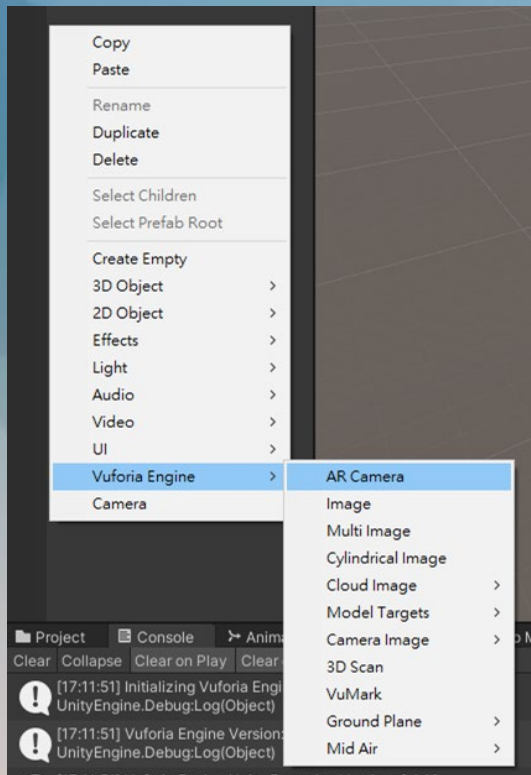 Copy
Paste
Rename
Duplicate
Delete
Select Children
Select Prefab Root
Create Empty
3D Object
2D Object
Effects
Light
Audio
Video
UI
Vuforia Engine
Camera
AR Camera
Image
Multi Image
Cylindrical Image
Cloud Image
Model Targets
Camera Image
3D Scan
VuMark
Ground Plane
Mid Air
Project Console
Clear Collapse Clear on Play Clear
[17:11:51] Initializing Vuforia
UnityEngine.Debug:Log(Object)
[17:11:51] Vuforia Engine Version:
UnityEngine.Debug:Log(Object)